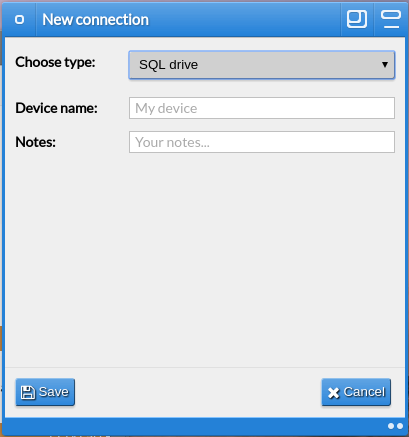 New connection
Choose type: SQL drive
Device name: My device
Notes: Your notes...
Save Cancel